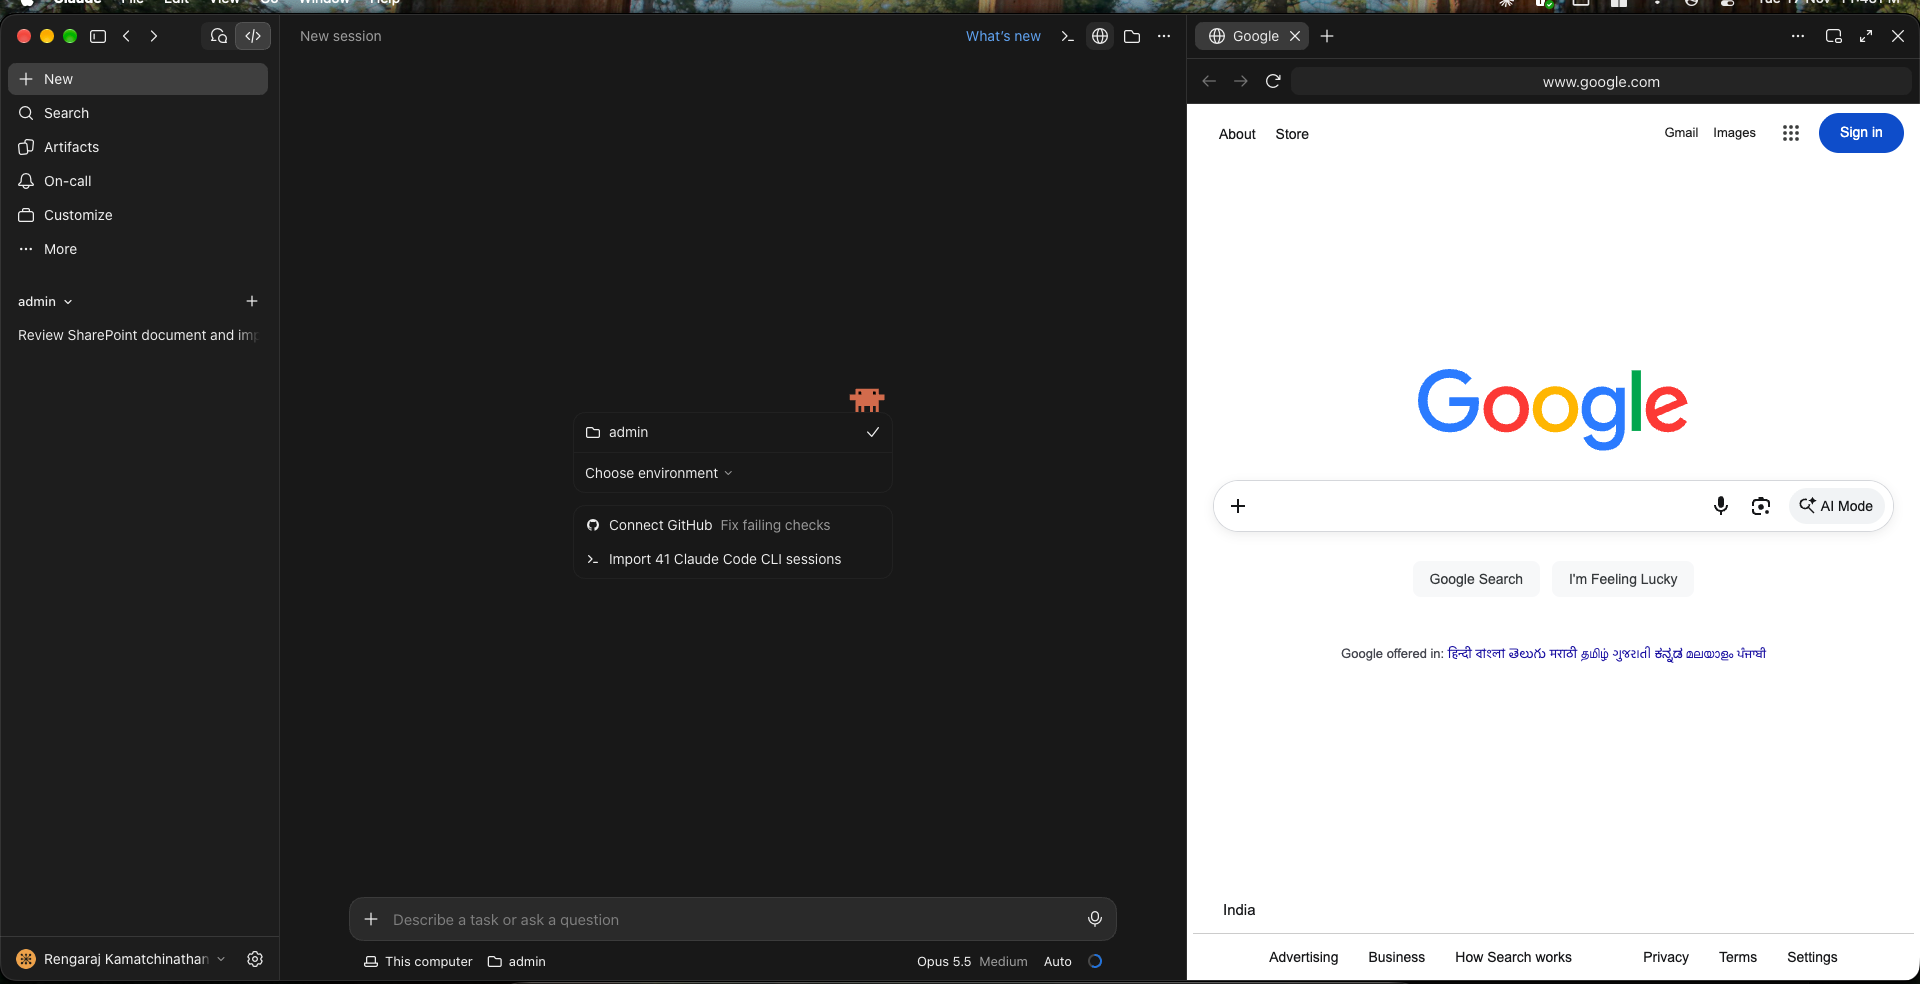 New session
What's new
Google
www.google.com
New
Search
Artifacts
On-call
Customize
More
admin
Review SharePoint document and imp
admin
Choose environment
Connect GitHub Fix failing checks
Import 41 Claude Code CLI sessions
Describe a task or ask a question
This computer admin Opus 5.5 Medium Auto
Rengaraj Kamatchinathan
About Store Gmail Images Sign in
Google
AI Mode
Google Search I'm Feeling Lucky
Google offered in: हिन्दी বাংলা తెలుగు मराठी தமிழ் ગુજરાતી ಕನ್ನಡ മലയാളം ਪੰਜਾਬੀ
India
Advertising Business How Search works Privacy Terms Settings